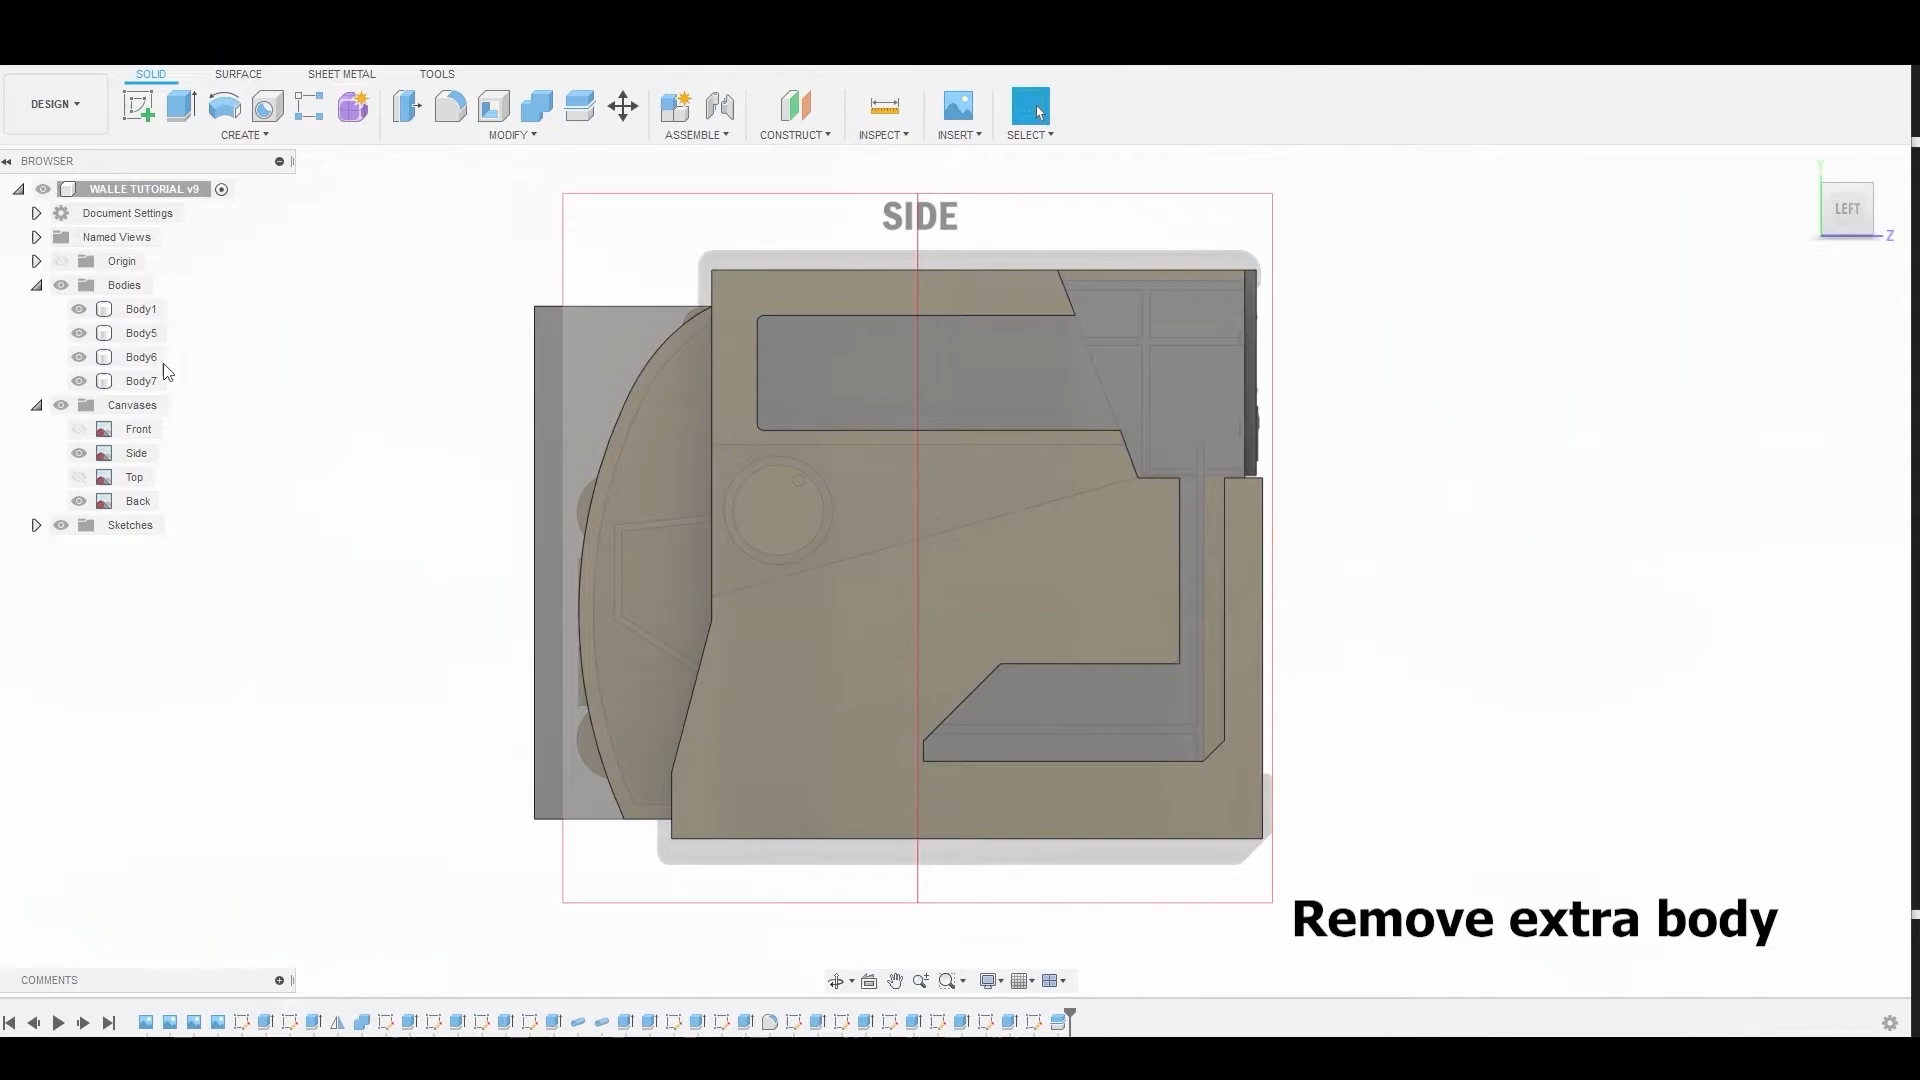 SOLID
SURFACE
SHEET METAL
TOOLS
DESIGN
CREATE
MODIFY
ASSEMBLE
CONSTRUCT
INSPECT
INSERT
SELECT
BROWSER
WALLE TUTORIAL v9
Document Settings
Named Views
Origin
Bodies
Body1
Body5
Body6
Body7
Canvases
Front
Side
Top
Back
Sketches
SIDE
Y
LEFT
Z
Remove extra body
COMMENTS